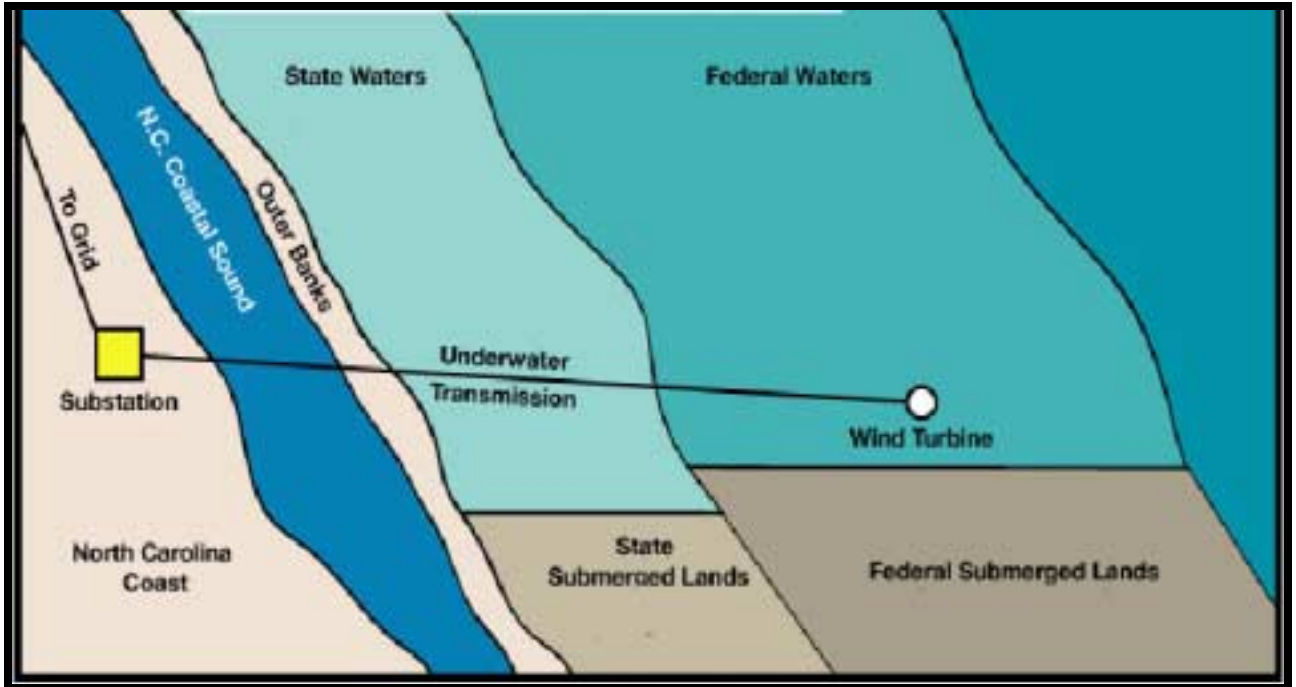 State Waters
Federal Waters
N.C. Coastal Sound
Outer Banks
To Grid
Underwater
Transmission
Substation
Wind Turbine
North Carolina
Coast
State
Submerged Lands
Federal Submerged Lands